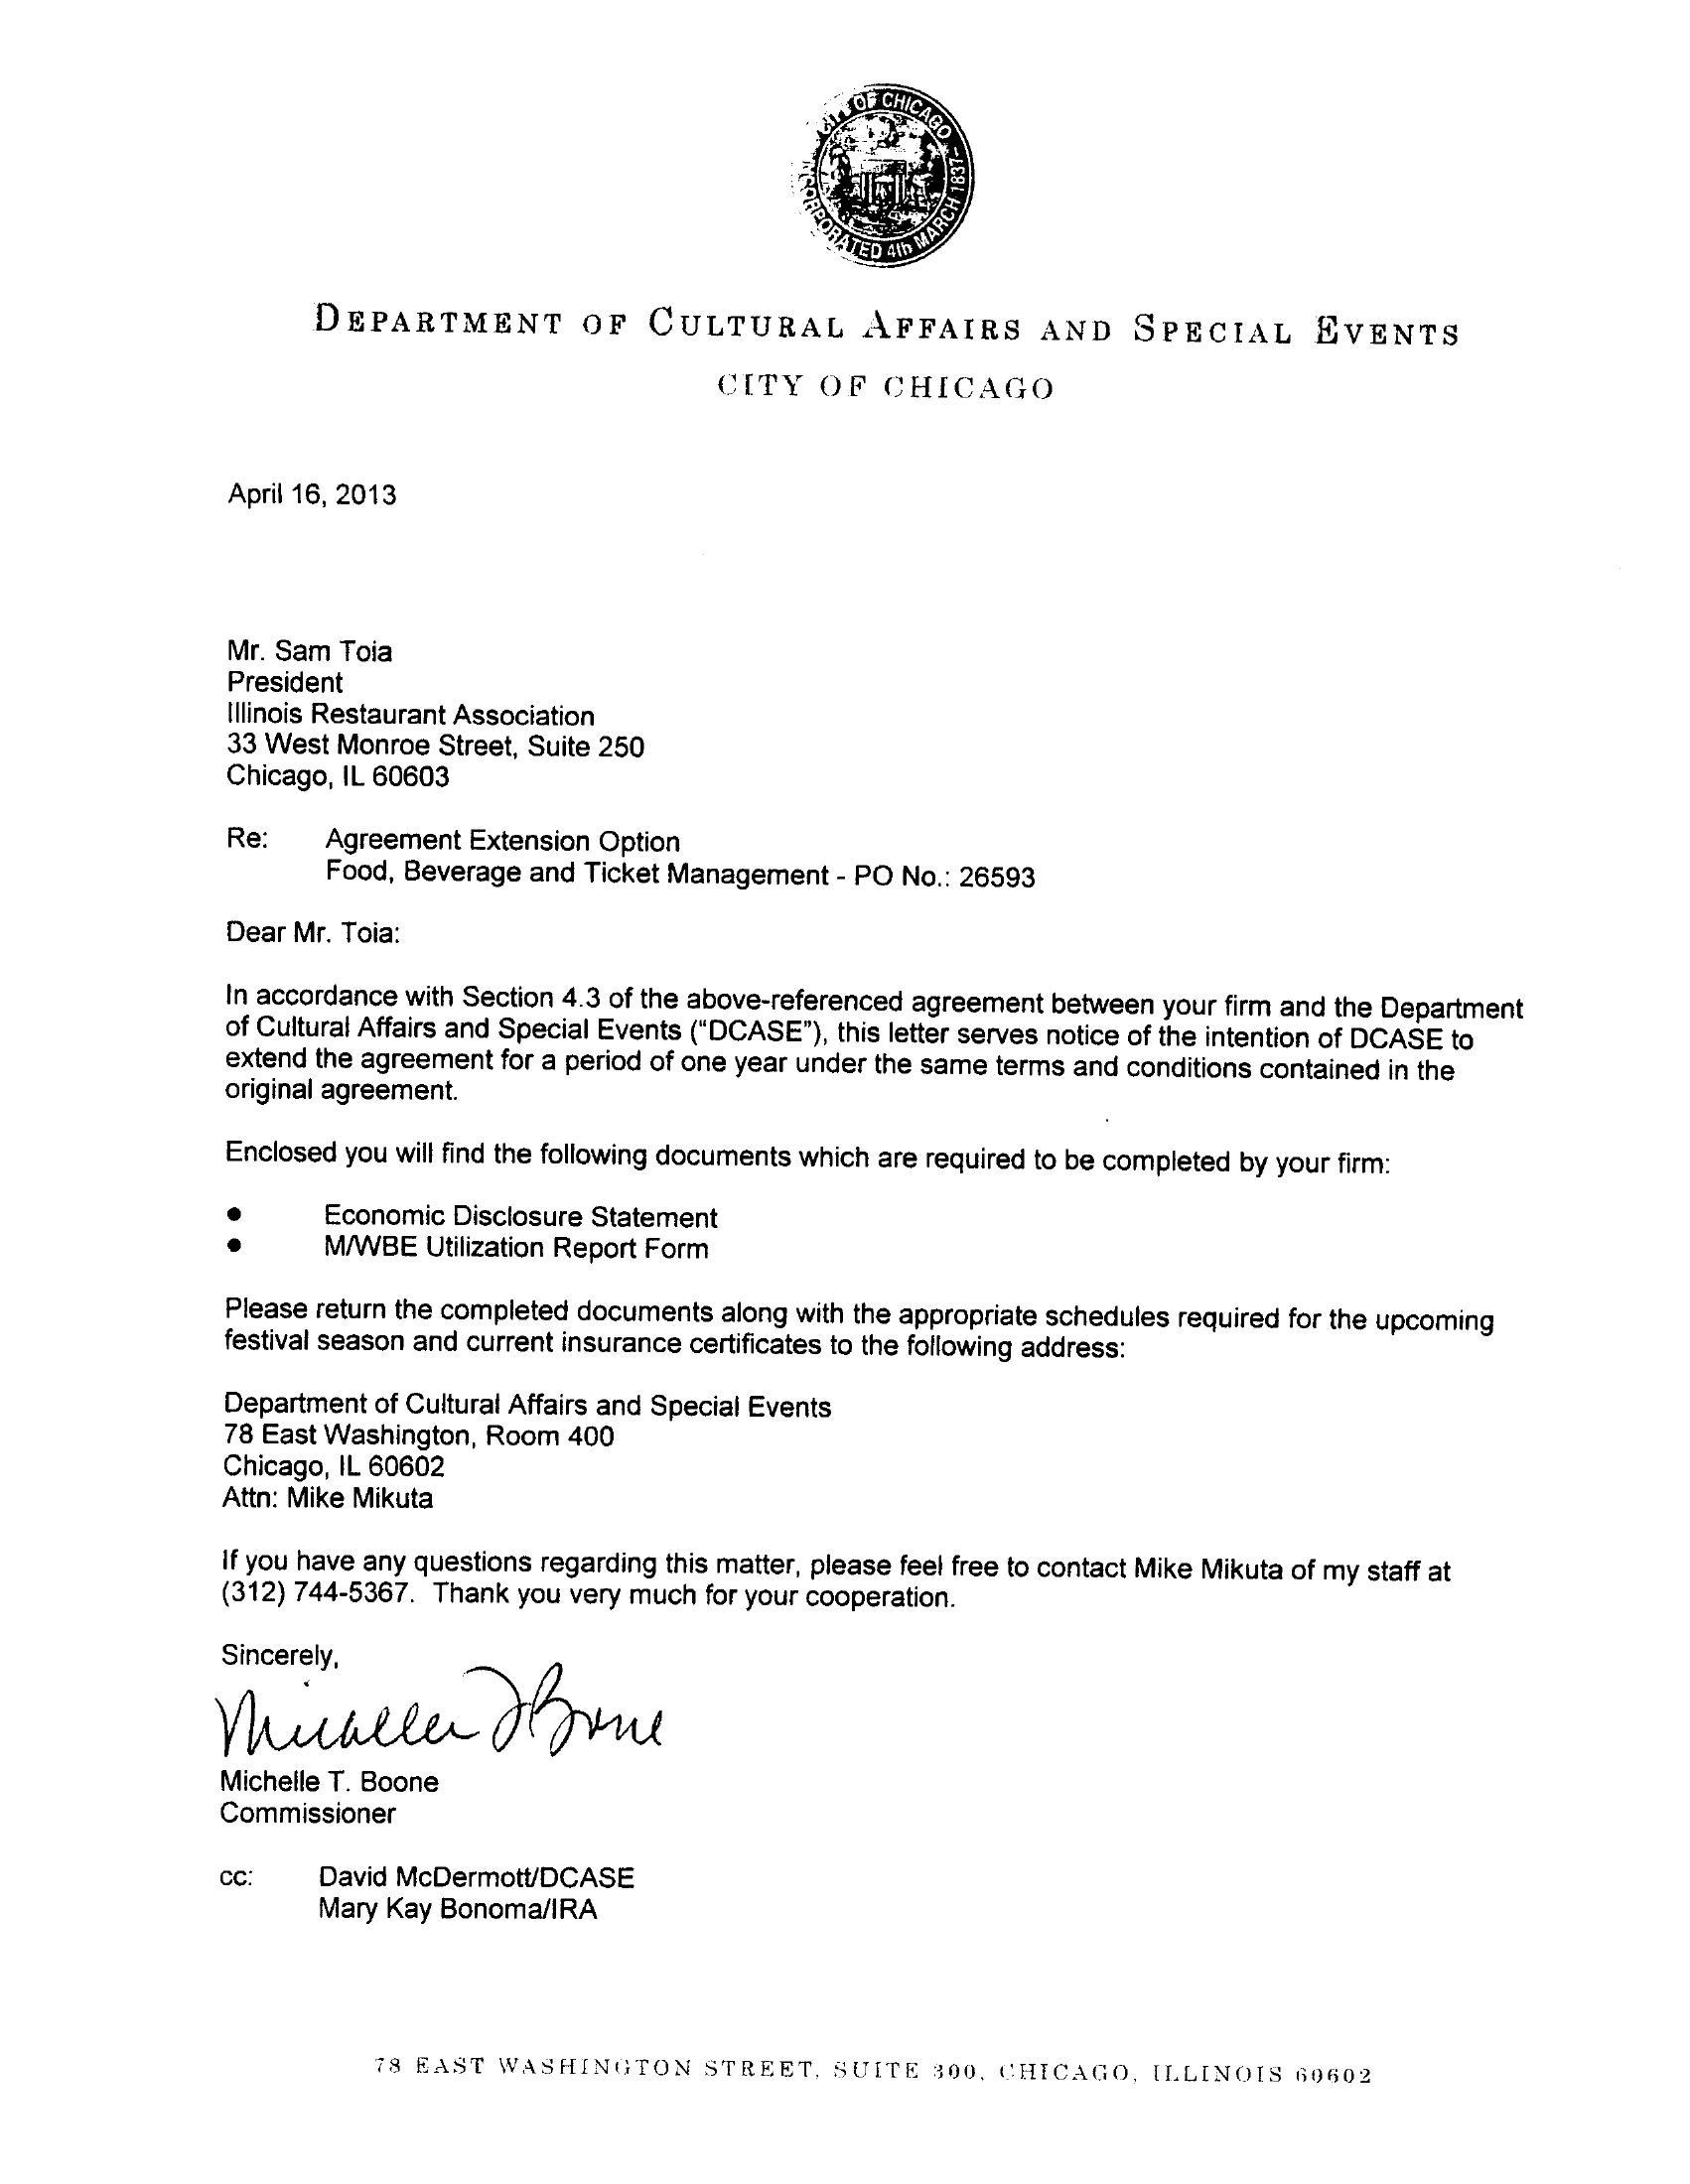 CITY OF CHICAGO
INCORPORATED 4th MARCH 1837
DEPARTMENT OF CULTURAL AFFAIRS AND SPECIAL EVENTS
CITY OF CHICAGO
April 16, 2013
Mr. Sam Toia
President
Illinois Restaurant Association
33 West Monroe Street, Suite 250
Chicago, IL 60603
Re: Agreement Extension Option
Food, Beverage and Ticket Management - PO No.: 26593
Dear Mr. Toia:
In accordance with Section 4.3 of the above-referenced agreement between your firm and the Department
of Cultural Affairs and Special Events ("DCASE"), this letter serves notice of the intention of DCASE to
extend the agreement for a period of one year under the same terms and conditions contained in the
original agreement.
Enclosed you will find the following documents which are required to be completed by your firm:
● Economic Disclosure Statement
● M/WBE Utilization Report Form
Please return the completed documents along with the appropriate schedules required for the upcoming
festival season and current insurance certificates to the following address:
Department of Cultural Affairs and Special Events
78 East Washington, Room 400
Chicago, IL 60602
Attn: Mike Mikuta
If you have any questions regarding this matter, please feel free to contact Mike Mikuta of my staff at
(312) 744-5367. Thank you very much for your cooperation.
Sincerely,
Michelle T Boone
Michelle T. Boone
Commissioner
cc: David McDermott/DCASE
Mary Kay Bonoma/IRA
78 EAST WASHINGTON STREET, SUITE 300, CHICAGO, ILLINOIS 60602